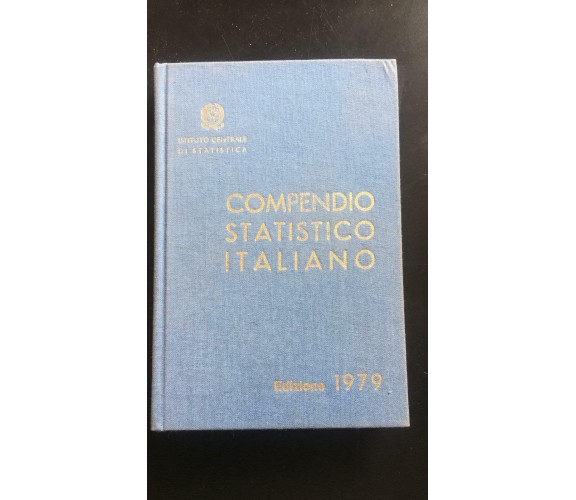 ISTITUTO CENTRALE
DI STATISTICA
COMPENDIO
STATISTICO
ITALIANO
Edizione 1979